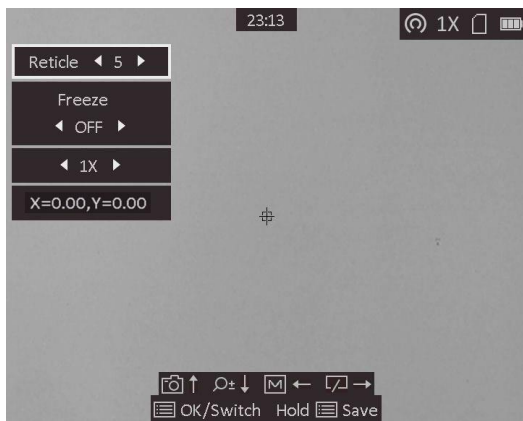 23:13
1X
Reticle 5
Freeze
OFF
1X
X=0.00,Y=0.00
M
OK/Switch Hold Save